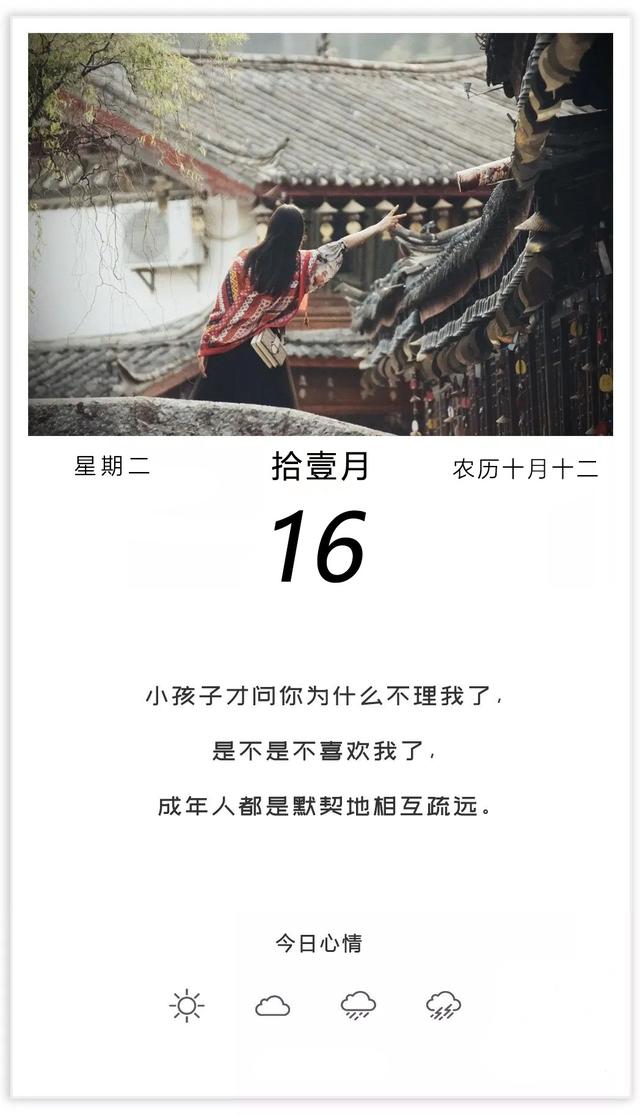 星期二
拾壹月
农历十月十二
16
小孩子才问你为什么不理我了,
是不是不喜欢我了,
成年人都是默契地相互疏远。
今日心情